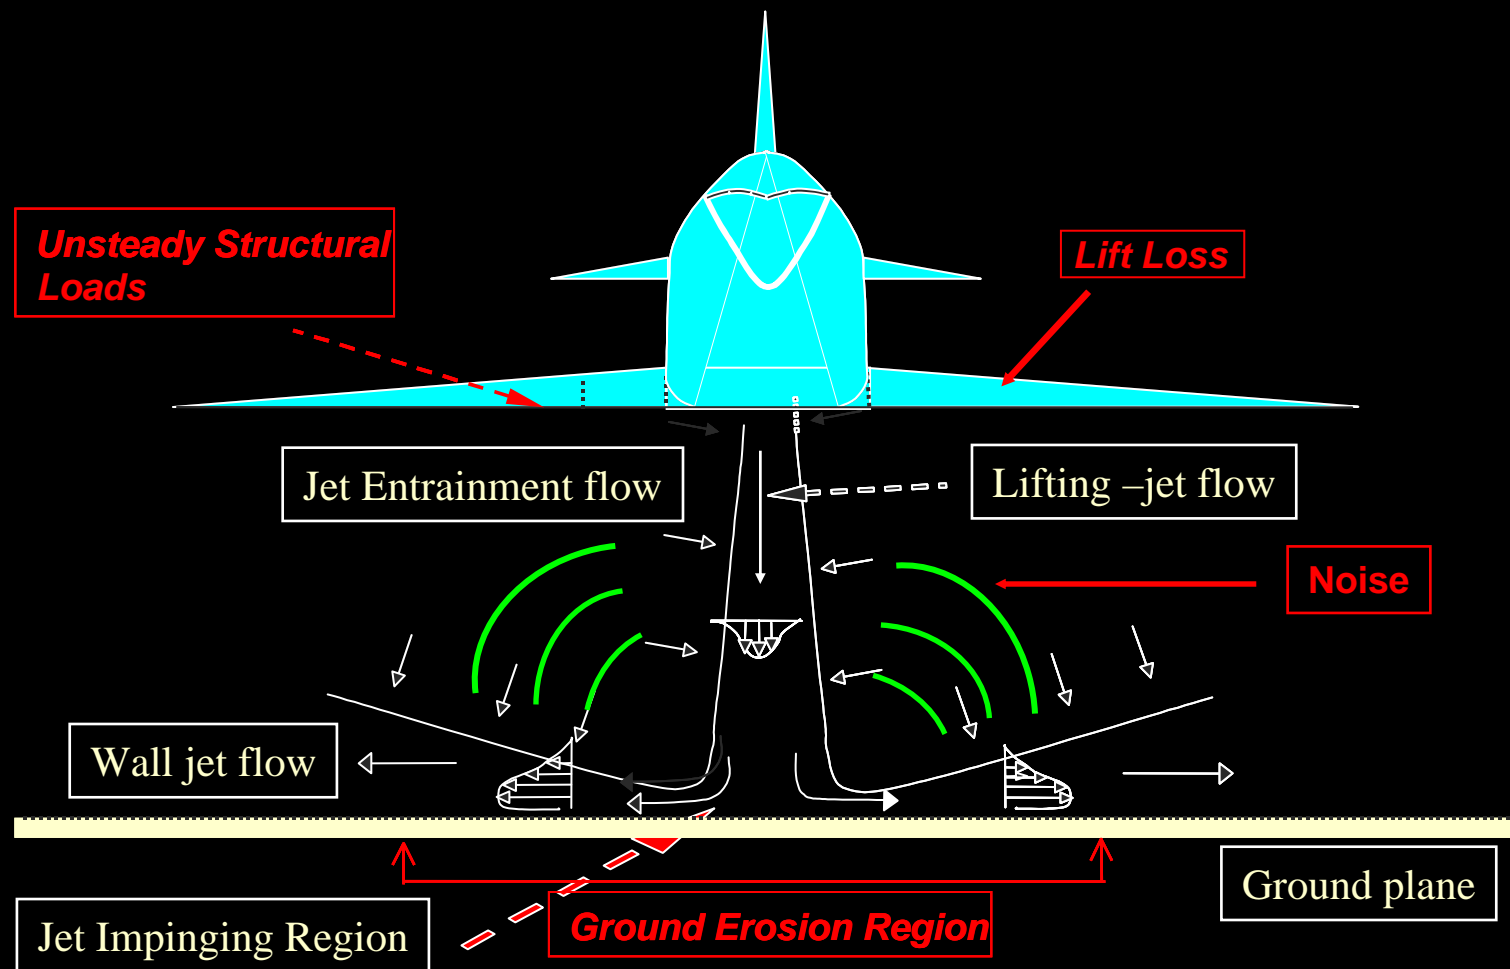 Unsteady Structural
Loads
Lift Loss
Jet Entrainment flow
Lifting –jet flow
Noise
Wall jet flow
Ground plane
Jet Impinging Region
Ground Erosion Region